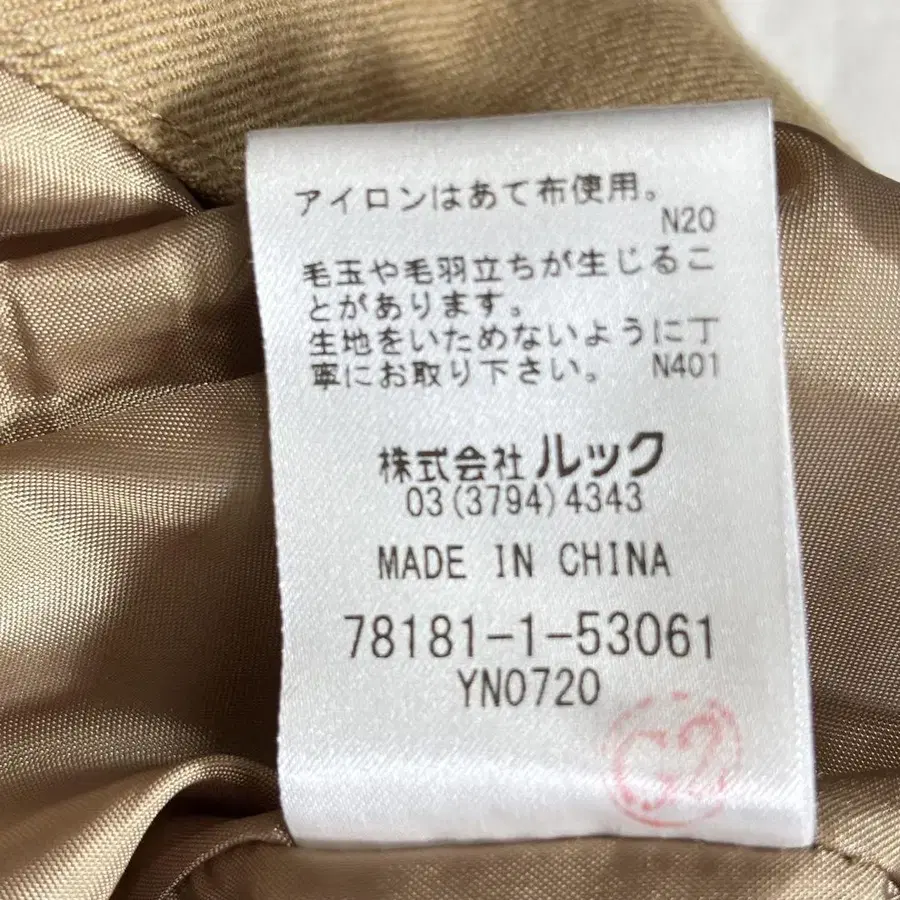 アイロンはあて布使用。
N20
毛玉や毛羽立ちが生じるこ
とがあります。
生地をいためないように丁
寧にお取り下さい。 N401
株式会社 ルック
03(3794)4343
MADE IN CHINA
78181-1-53061
YN0720
G2